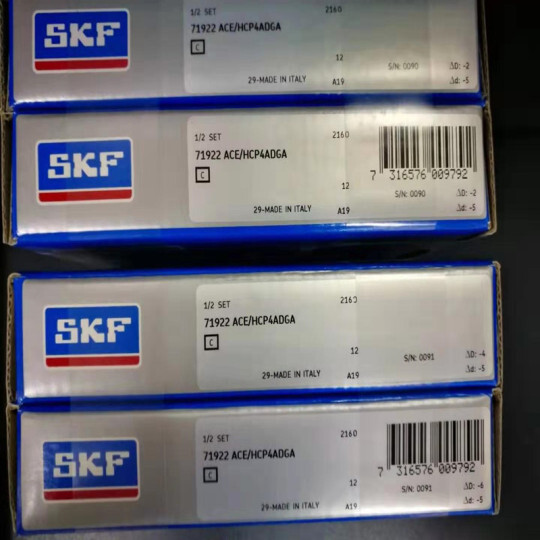 SKF
1/2 SET 2160
71922 ACE/HCP4ADGA
C
12
S/N: 0090 ΔD: -2
29-MADE IN ITALY A19 Δd: -5
SKF
1/2 SET 2160
71922 ACE/HCP4ADGA
C
7 316576 009792
12
S/N: 0090 ΔD: -2
29-MADE IN ITALY A19 Δd: -5
SKF
1/2 SET 2160
71922 ACE/HCP4ADGA
C
12
S/N: 0091 ΔD: -4
29-MADE IN ITALY A19 Δd: -5
SKF
1/2 SET 2160
71922 ACE/HCP4ADGA
C
7 316576 009792
12
S/N: 0091 ΔD: -4
29-MADE IN ITALY A19 Δd: -5